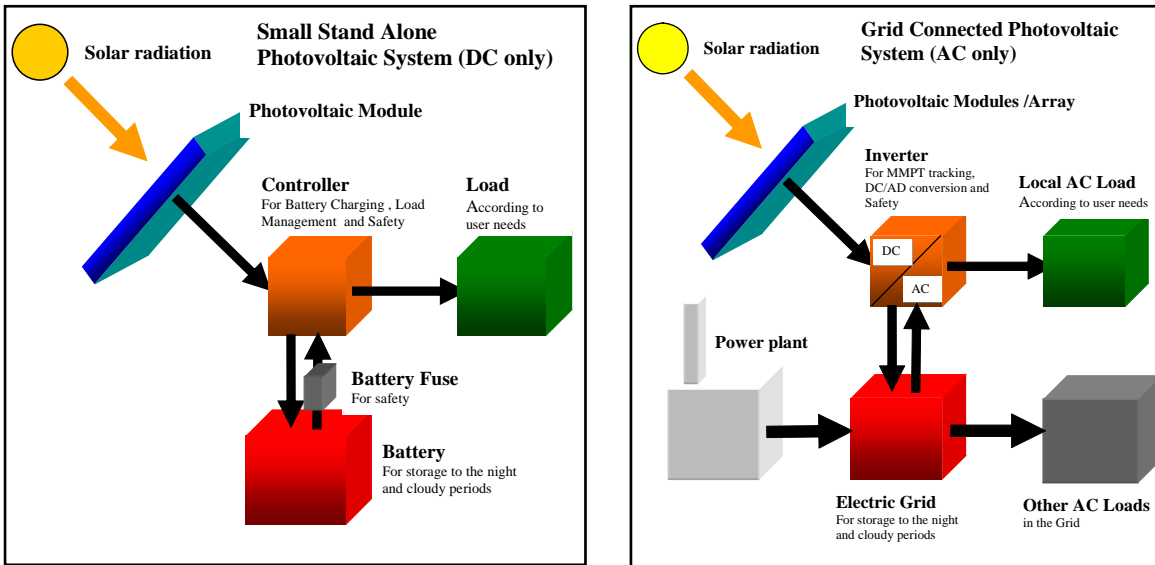 Small Stand Alone
Photovoltaic System (DC only)
Solar radiation
Photovoltaic Module
Controller
For Battery Charging , Load
Management and Safety
Load
According to
user needs
Battery Fuse
For safety
Battery
For storage to the night
and cloudy periods
Grid Connected Photovoltaic
System (AC only)
Solar radiation
Photovoltaic Modules /Array
Inverter
For MMPT tracking,
DC/AD conversion and
Safety
Local AC Load
According to user needs
DC
AC
Power plant
Electric Grid
For storage to the night
and cloudy periods
Other AC Loads
in the Grid